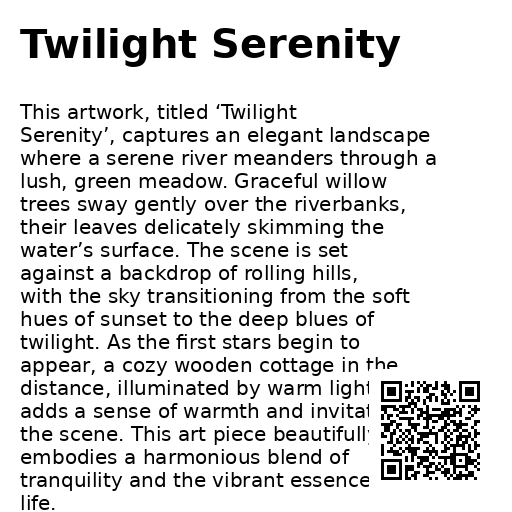 Twilight Serenity
This artwork, titled ‘Twilight
Serenity’, captures an elegant landscape
where a serene river meanders through a
lush, green meadow. Graceful willow
trees sway gently over the riverbanks,
their leaves delicately skimming the
water’s surface. The scene is set
against a backdrop of rolling hills,
with the sky transitioning from the soft
hues of sunset to the deep blues of
twilight. As the first stars begin to
appear, a cozy wooden cottage in the
distance, illuminated by warm light
adds a sense of warmth and invitat
the scene. This art piece beautifully
embodies a harmonious blend of
tranquility and the vibrant essence
life.